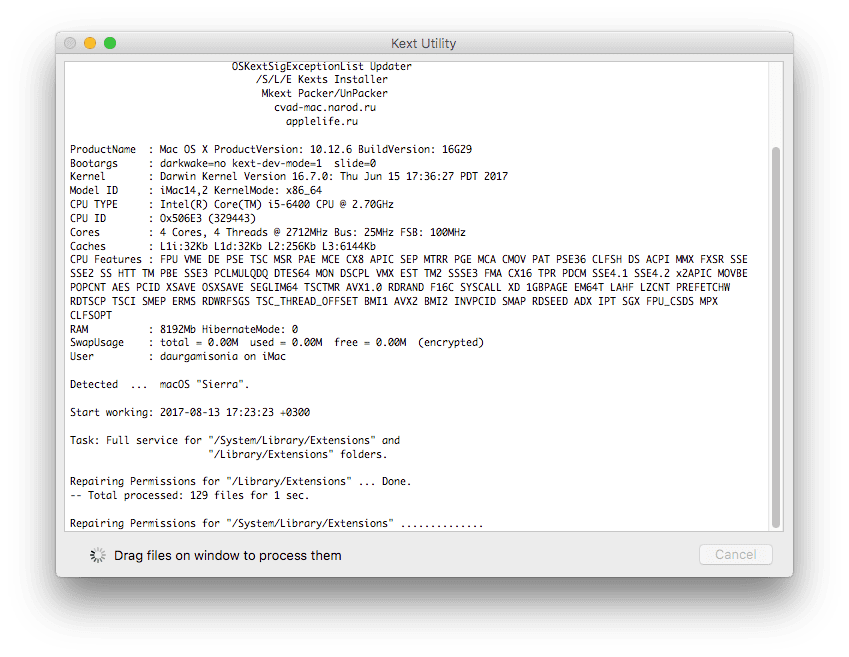 Kext Utility
OSKextSigExceptionList Updater
/S/L/E Kexts Installer
Mkext Packer/UnPacker
cvad-mac.narod.ru
applelife.ru
ProductName : Mac OS X ProductVersion: 10.12.6 BuildVersion: 16G29
Bootargs : darkwake=no kext-dev-mode=1 slide=0
Kernel : Darwin Kernel Version 16.7.0: Thu Jun 15 17:36:27 PDT 2017
Model ID : iMac14,2 KernelMode: x86_64
CPU TYPE : Intel(R) Core(TM) i5-6400 CPU @ 2.70GHz
CPU ID : 0x506E3 (329443)
Cores : 4 Cores, 4 Threads @ 2712MHz Bus: 25MHz FSB: 100MHz
Caches : L1i:32Kb L1d:32Kb L2:256Kb L3:6144Kb
CPU Features : FPU VME DE PSE TSC MSR PAE MCE CX8 APIC SEP MTRR PGE MCA CMOV PAT PSE36 CLFSH DS ACPI MMX FXSR SSE
SSE2 SS HTT TM PBE SSE3 PCLMULQDQ DTES64 MON DSCPL VMX EST TM2 SSSE3 FMA CX16 TPR PDCM SSE4.1 SSE4.2 x2APIC MOVBE
POPCNT AES PCID XSAVE OSXSAVE SEGLIM64 TSCTMR AVX1.0 RDRAND F16C SYSCALL XD 1GBPAGE EM64T LAHF LZCNT PREFETCHW
RDTSCP TSCI SMEP ERMS RDWRFSGS TSC_THREAD_OFFSET BMI1 AVX2 BMI2 INVPCID SMAP RDSEED ADX IPT SGX FPU_CSDS MPX
CLFSOPT
RAM : 8192Mb HibernateMode: 0
SwapUsage : total = 0.00M used = 0.00M free = 0.00M (encrypted)
User : daurgamisonia on iMac
Detected ... macOS "Sierra".
Start working: 2017-08-13 17:23:23 +0300
Task: Full service for "/System/Library/Extensions" and
"/Library/Extensions" folders.
Repairing Permissions for "/Library/Extensions" ... Done.
-- Total processed: 129 files for 1 sec.
Repairing Permissions for "/System/Library/Extensions" ..............
Drag files on window to process them
Cancel